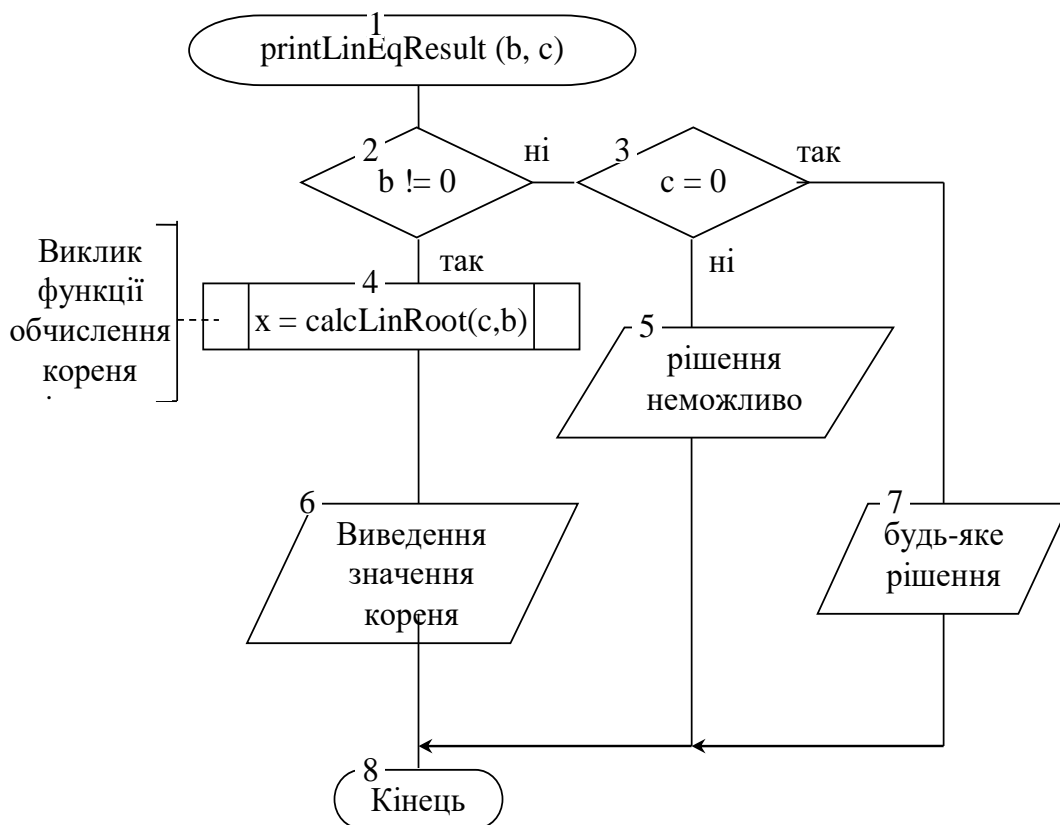 1
printLinEqResult (b, c)
2
b != 0
ні
3
c = 0
так
Виклик
функції
обчислення
кореня
так
ні
4
x = calcLinRoot(c,b)
5
рішення
неможливо
6
Виведення
значення
кореня
7
будь-яке
рішення
8
Кінець